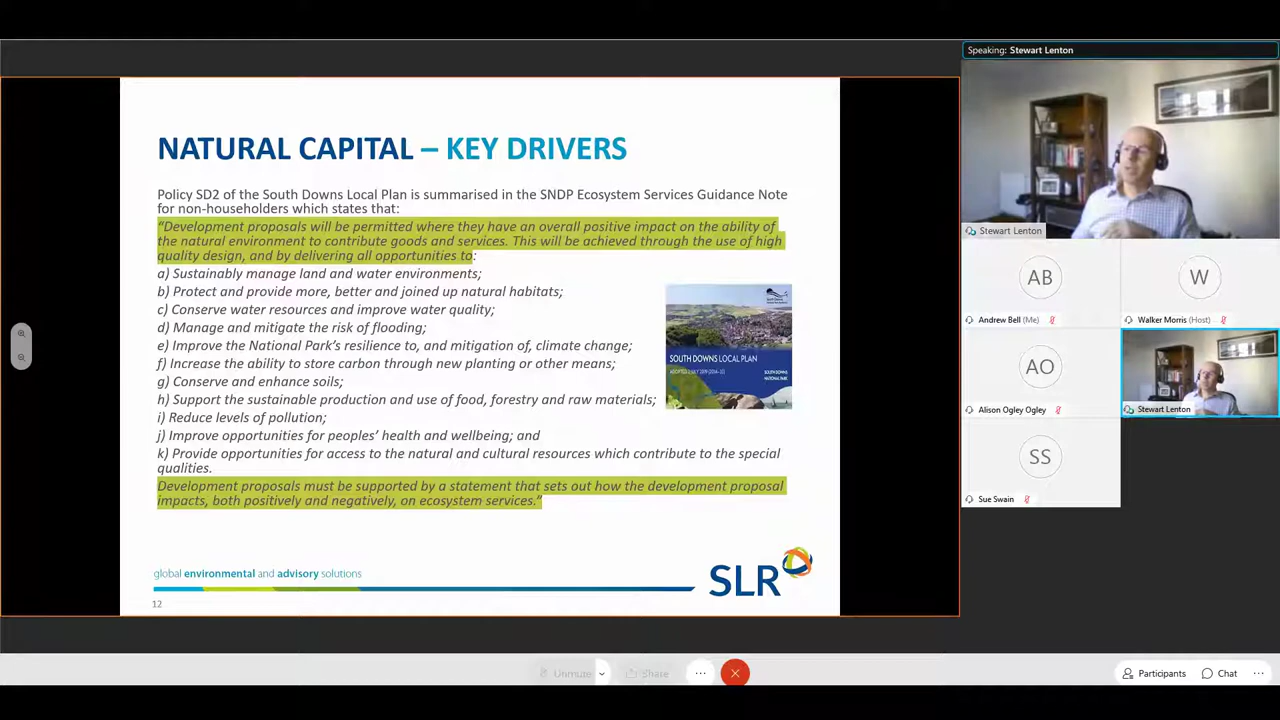 Speaking: Stewart Lenton
NATURAL CAPITAL – KEY DRIVERS
Policy SD2 of the South Downs Local Plan is summarised in the SNDP Ecosystem Services Guidance Note
for non-householders which states that:
“Development proposals will be permitted where they have an overall positive impact on the ability of
the natural environment to contribute goods and services. This will be achieved through the use of high
quality design, and by delivering all opportunities to:
a) Sustainably manage land and water environments;
b) Protect and provide more, better and joined up natural habitats;
c) Conserve water resources and improve water quality;
d) Manage and mitigate the risk of flooding;
e) Improve the National Park’s resilience to, and mitigation of, climate change;
f) Increase the ability to store carbon through new planting or other means;
g) Conserve and enhance soils;
h) Support the sustainable production and use of food, forestry and raw materials;
i) Reduce levels of pollution;
j) Improve opportunities for peoples’ health and wellbeing; and
k) Provide opportunities for access to the natural and cultural resources which contribute to the special
qualities.
Development proposals must be supported by a statement that sets out how the development proposal
impacts, both positively and negatively, on ecosystem services.”
SOUTH DOWNS LOCAL PLAN
SOUTH DOWNS
NATIONAL PARK
global environmental and advisory solutions
SLR
12
Stewart Lenton
AB
Andrew Bell (Me)
W
Walker Morris (Host)
AO
Alison Ogley Ogley
Stewart Lenton
SS
Sue Swain
Unmute
Share
Participants
Chat